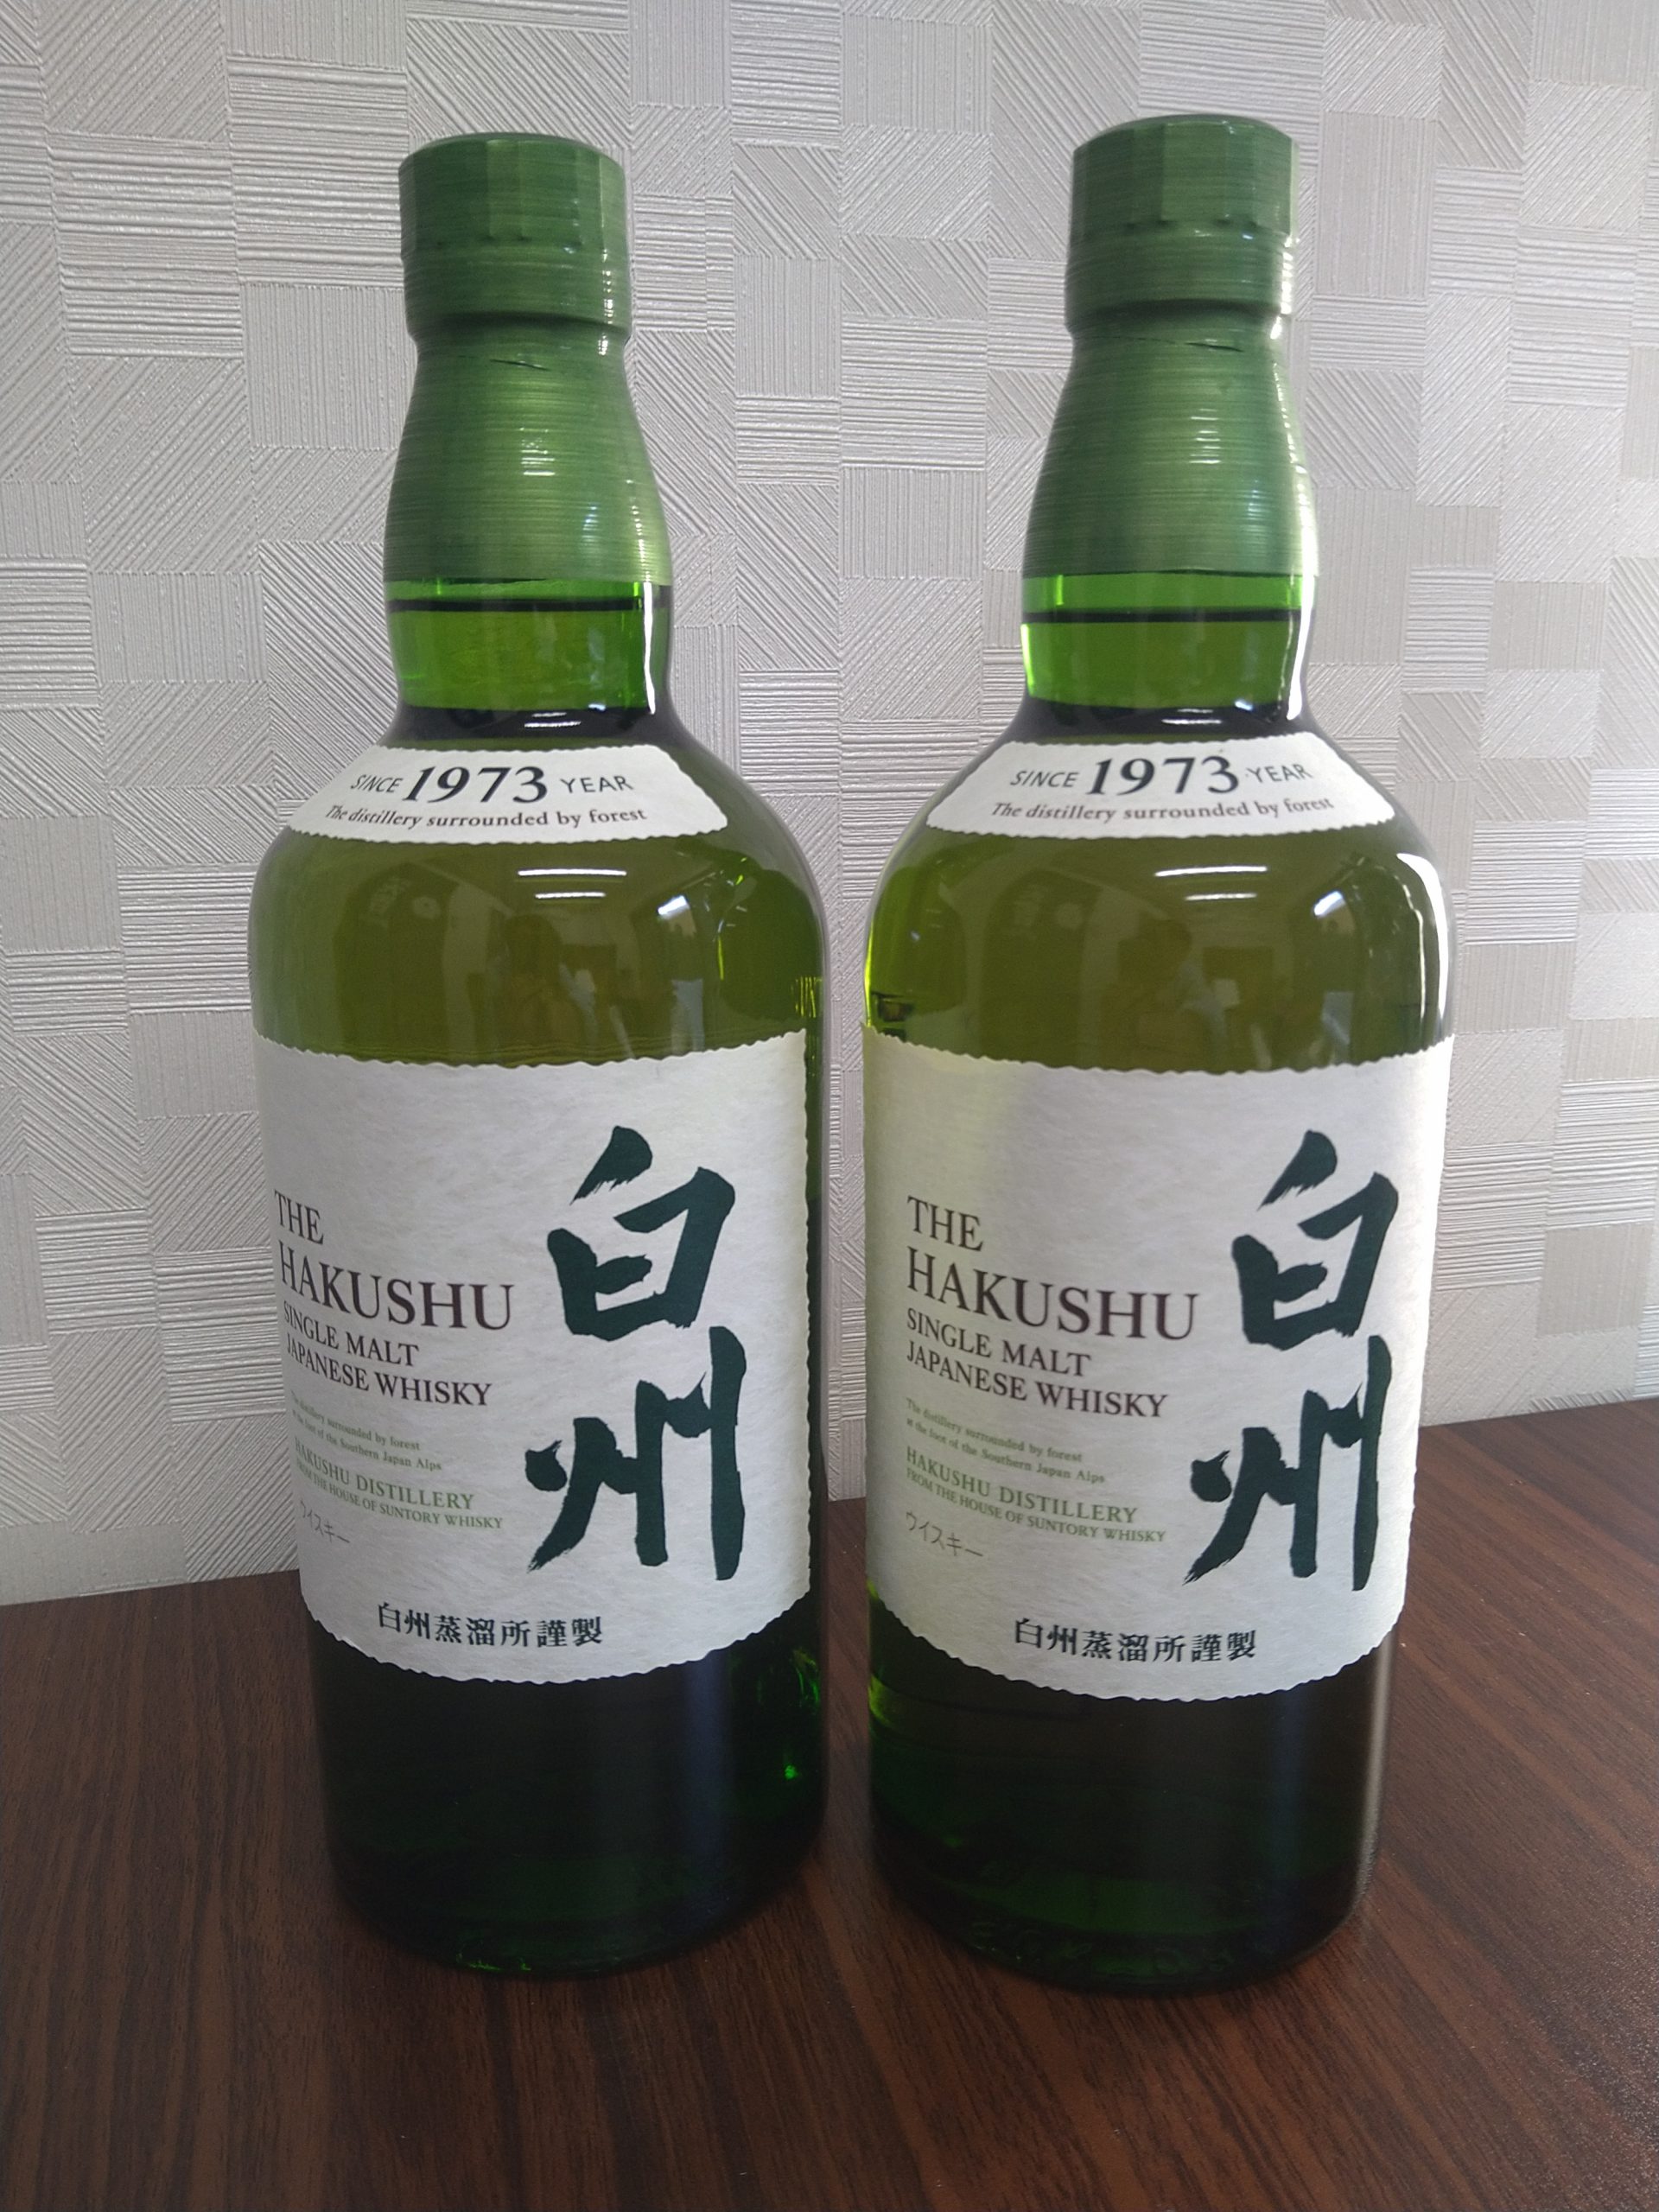 SINCE 1973 YEAR
The distillery surrounded by forest
THE
HAKUSHU
SINGLE MALT
JAPANESE WHISKY
The distillery surrounded by forest
at the foot of the Southern Japan Alps
HAKUSHU DISTILLERY
FROM THE HOUSE OF SUNTORY WHISKY
ウイスキー
白州
白州蒸溜所謹製
SINCE 1973 YEAR
The distillery surrounded by forest
THE
HAKUSHU
SINGLE MALT
JAPANESE WHISKY
The distillery surrounded by forest
at the foot of the Southern Japan Alps
HAKUSHU DISTILLERY
FROM THE HOUSE OF SUNTORY WHISKY
ウイスキー
白州
白州蒸溜所謹製